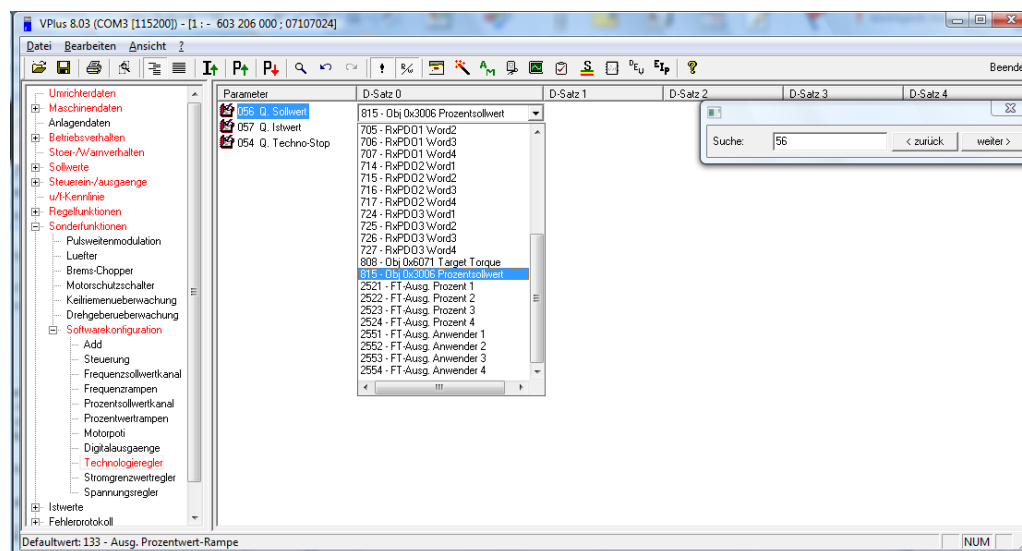 VPlus 8.03 (COM3 [115200]) - [1 : - 603 206 000 ; 07107024]
Datei Bearbeiten Ansicht ?
Beende
Umrichterdaten
Maschinendaten
Anlagendaten
Betriebsverhalten
Stoer-/Warnverhalten
Sollwerte
Steuerein-/ausgaenge
u/f-Kennlinie
Regelfunktionen
Sonderfunktionen
Pulsweitenmodulation
Luefter
Brems-Chopper
Motorschutzschalter
Keilriemenueberwachung
Drehgeberueberwachung
Softwarekonfiguration
Add
Steuerung
Frequenzsollwertkanal
Frequenzrampen
Prozentsollwertkanal
Prozentwertrampen
Motorpoti
Digitalausgaenge
Technologieregler
Stromgrenzwertregler
Spannungsregler
Istwerte
Fehlerprotokoll
Parameter D-Satz 0 D-Satz 1 D-Satz 2 D-Satz 3 D-Satz 4
056 Q. Sollwert
057 Q. Istwert
054 Q. Techno-Stop
815 - Obj 0x3006 Prozentsollwert
705 - RxPDO1 Word2
706 - RxPDO1 Word3
707 - RxPDO1 Word4
714 - RxPDO2 Word1
715 - RxPDO2 Word2
716 - RxPDO2 Word3
717 - RxPDO2 Word4
724 - RxPDO3 Word1
725 - RxPDO3 Word2
726 - RxPDO3 Word3
727 - RxPDO3 Word4
808 - Obj 0x6071 Target Torque
815 - Obj 0x3006 Prozentsollwert
2521 - FT-Ausg. Prozent 1
2522 - FT-Ausg. Prozent 2
2523 - FT-Ausg. Prozent 3
2524 - FT-Ausg. Prozent 4
2551 - FT-Ausg. Anwender 1
2552 - FT-Ausg. Anwender 2
2553 - FT-Ausg. Anwender 3
2554 - FT-Ausg. Anwender 4
Suche: 56 < zurück weiter >
Defaultwert: 133 - Ausg. Prozentwert-Rampe NUM